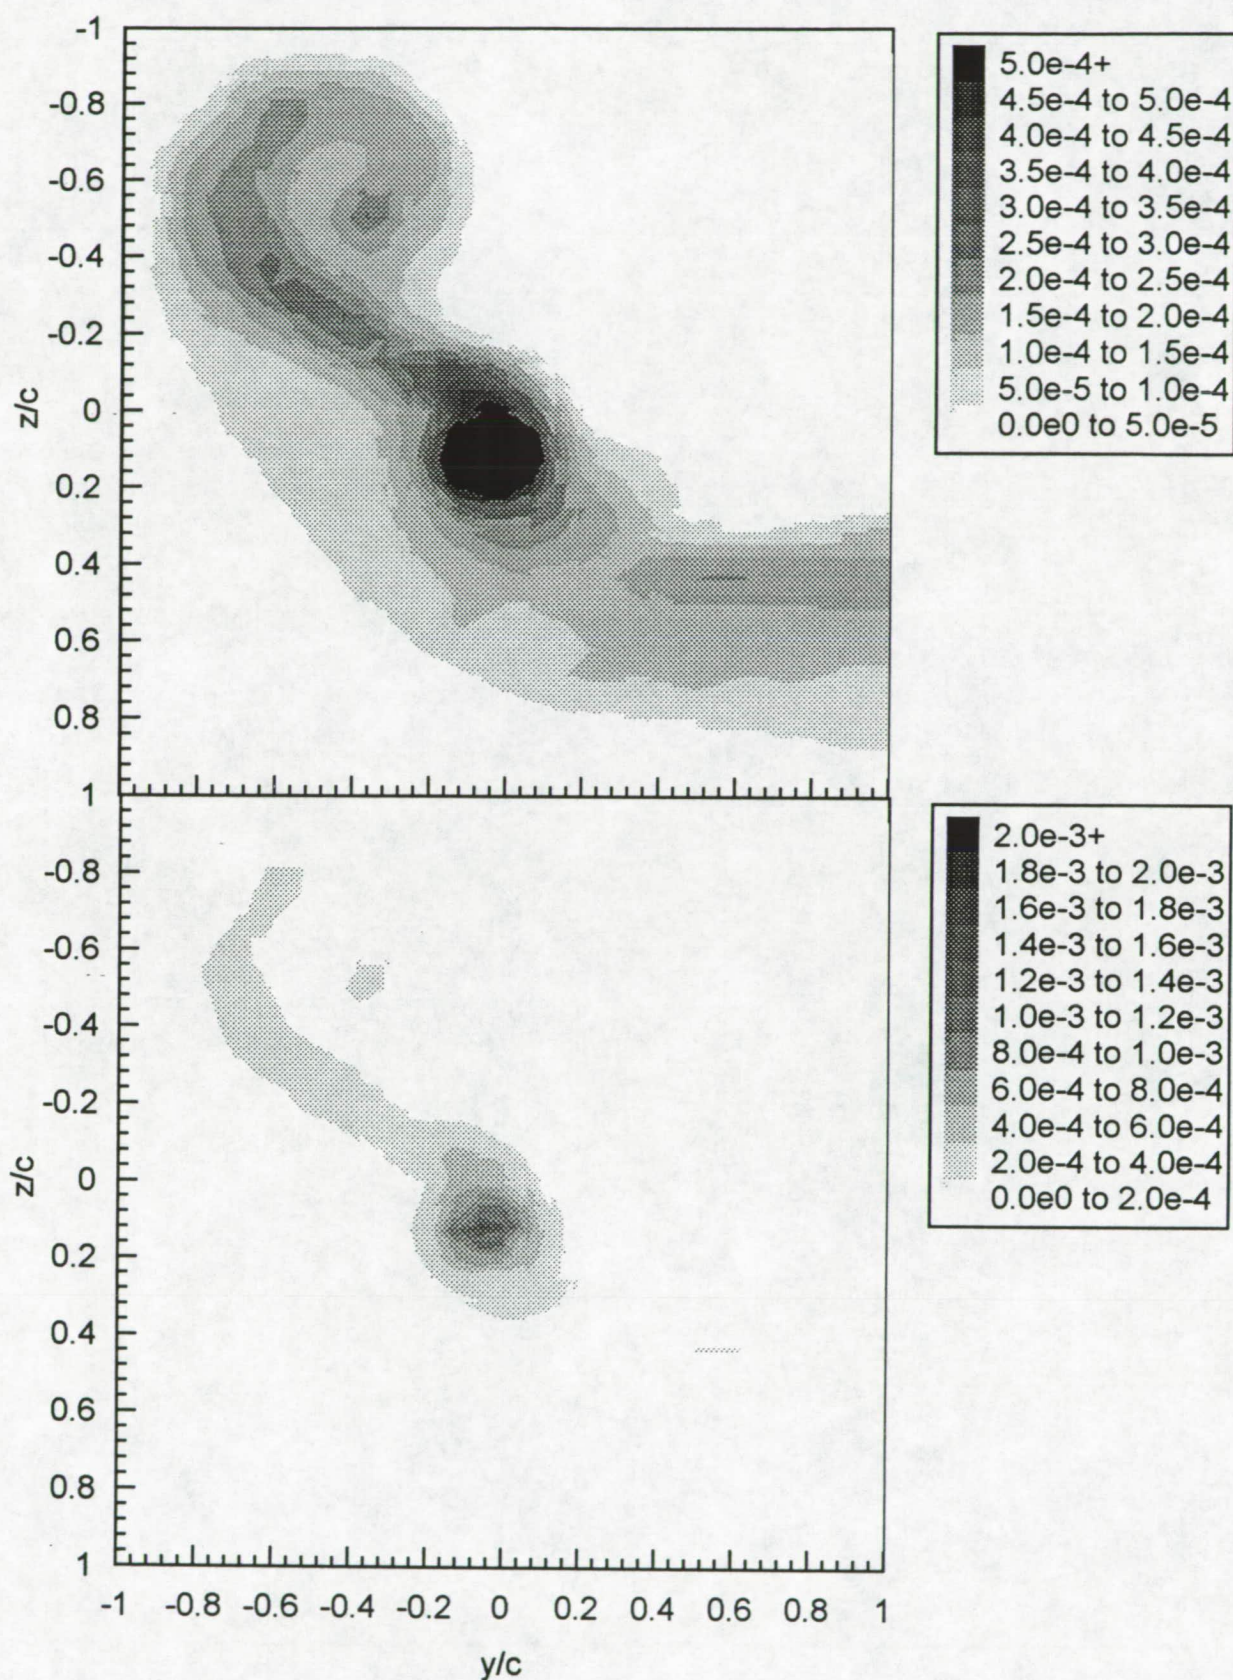 -1
-0.8
-0.6
-0.4
-0.2
0
0.2
0.4
0.6
0.8
1
z/c
5.0e-4+
4.5e-4 to 5.0e-4
4.0e-4 to 4.5e-4
3.5e-4 to 4.0e-4
3.0e-4 to 3.5e-4
2.5e-4 to 3.0e-4
2.0e-4 to 2.5e-4
1.5e-4 to 2.0e-4
1.0e-4 to 1.5e-4
5.0e-5 to 1.0e-4
0.0e0 to 5.0e-5
-0.8
-0.6
-0.4
-0.2
0
0.2
0.4
0.6
0.8
1
z/c
2.0e-3+
1.8e-3 to 2.0e-3
1.6e-3 to 1.8e-3
1.4e-3 to 1.6e-3
1.2e-3 to 1.4e-3
1.0e-3 to 1.2e-3
8.0e-4 to 1.0e-3
6.0e-4 to 8.0e-4
4.0e-4 to 6.0e-4
2.0e-4 to 4.0e-4
0.0e0 to 2.0e-4
-1 -0.8 -0.6 -0.4 -0.2 0 0.2 0.4 0.6 0.8 1
y/c